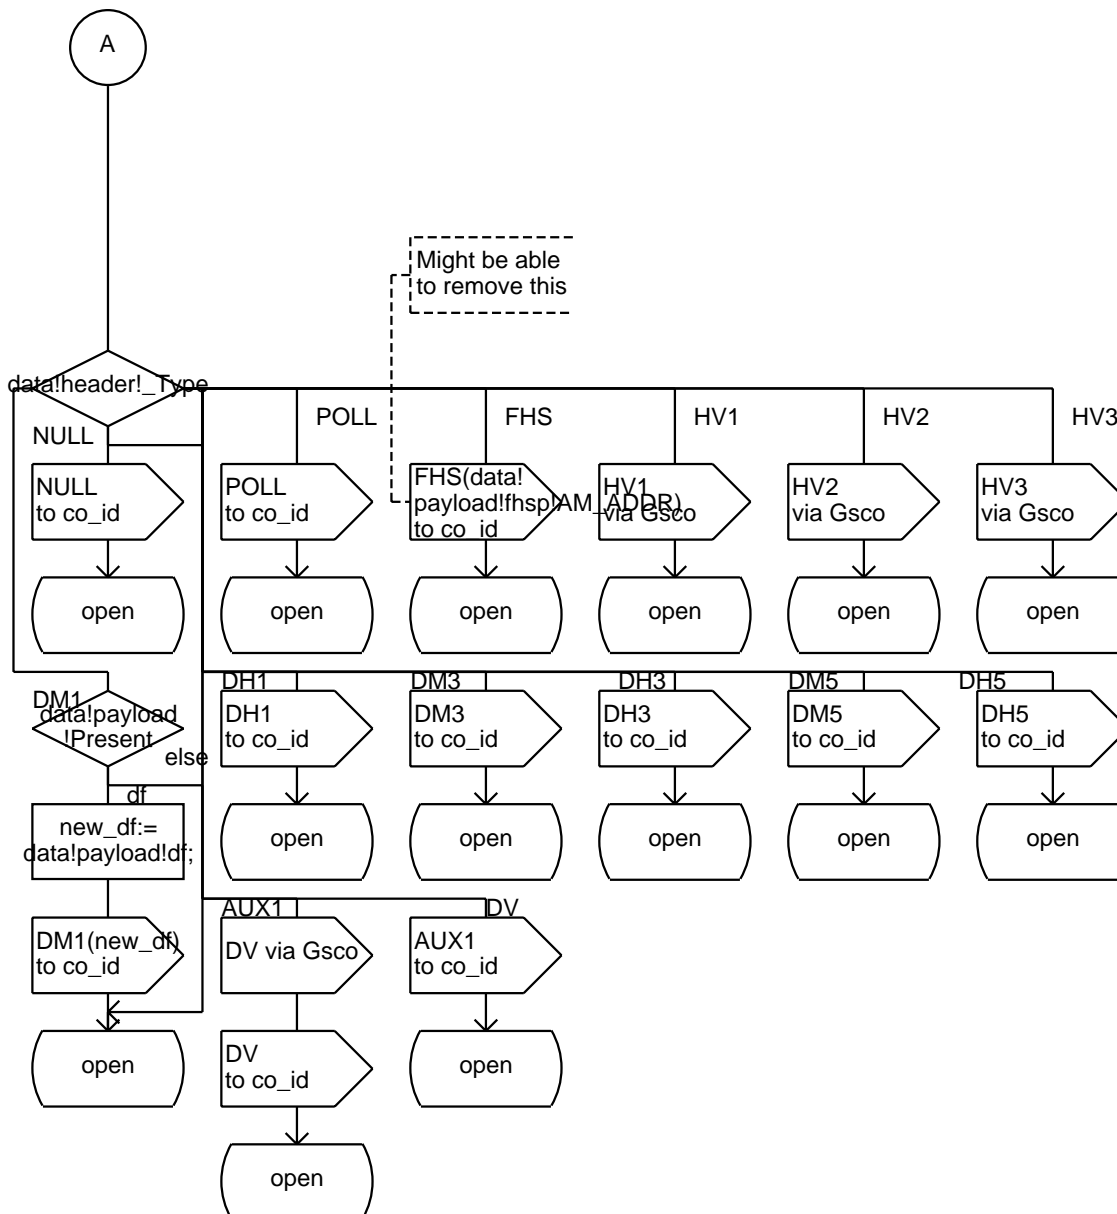 A
Might be able
to remove this
data!header!_Type
NULL
POLL
FHS
HV1
HV2
HV3
NULL
to co_id
POLL
to co_id
FHS(data!
payload!fhsp!AM_ADDR)
to co_id
HV1
via Gsco
HV2
via Gsco
HV3
via Gsco
open
open
open
open
open
open
DM1
data!payload
!Present
else
df
DH1
DM3
DH3
DM5
DH5
DH1
to co_id
DM3
to co_id
DH3
to co_id
DM5
to co_id
DH5
to co_id
new_df:=
data!payload!df;
open
open
open
open
open
AUX1
DV
DM1(new_df)
to co_id
DV via Gsco
AUX1
to co_id
open
DV
to co_id
open
open